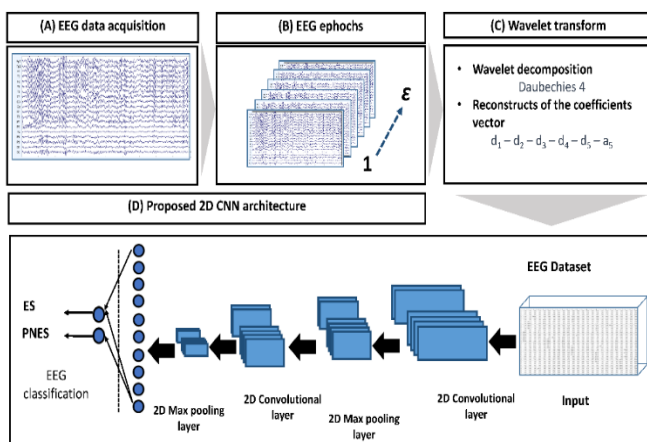 (A) EEG data acquisition
(B) EEG ephochs
ε
1
(C) Wavelet transform
• Wavelet decomposition
Daubechies 4
• Reconstructs of the coefficients
vector
d₁ – d₂ – d₃ – d₄ – d₅ – a₅
(D) Proposed 2D CNN architecture
ES
PNES
EEG
classification
2D Max pooling
layer
2D Convolutional
layer
2D Max pooling
layer
2D Convolutional
layer
EEG Dataset
Input